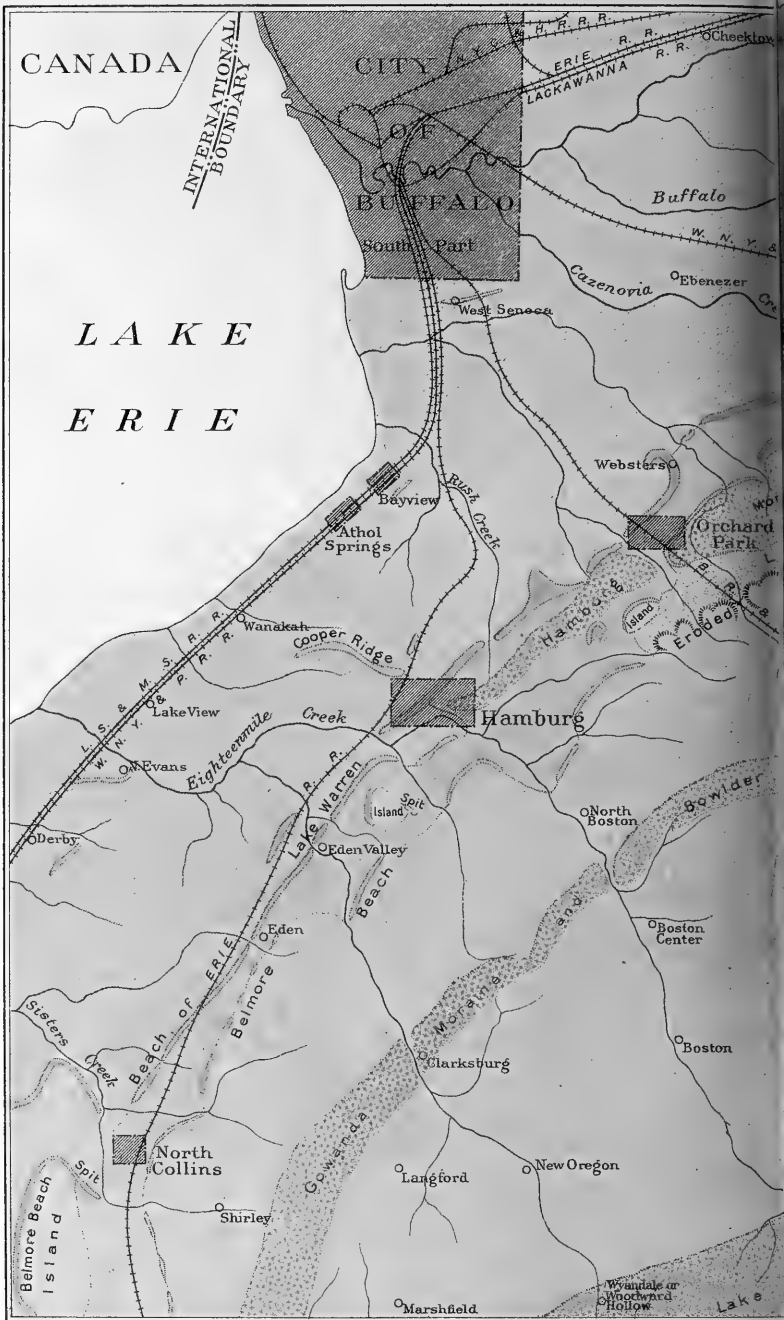 CANADA
INTERNATIONAL
BOUNDARY
CITY
OF
BUFFALO
South Part
N.Y.C. & H.R.R.R.
ERIE R. R.
LACKAWANNA R. R.
Cheektow
Buffalo
W. N. Y. &
Cazenovia Cre
Ebenezer
West Seneca
LAKE
ERIE
Websters
Bayview
Athol
Springs
Rush Creek
Orchard
Park
Mor
L
B. R. &
Hamburg
Island
Eroded
Wanakah
Cooper Ridge
L. S. & M. S. R. R.
W. N. Y. & P. R. R.
Lake View
Hamburg
Eighteenmile Creek
N. Evans
Derby
Island
Spit
North
Boston
Eden Valley
Beach of Lake Warren
ERIE R. R.
Belmore Beach
Eden
Boston
Center
Boston
Sisters
Creek
Clarksburg
Gowanda Moraine and Bowlder
North
Collins
Spit
Belmore Beach
Island
Shirley
Langford
New Oregon
Marshfield
Wyandale or
Woodward
Hollow
Lake